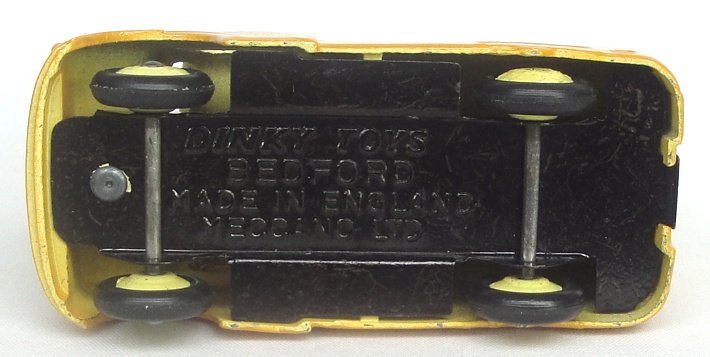 DINKY TOYS
BEDFORD
MADE IN ENGLAND
MECCANO LTD